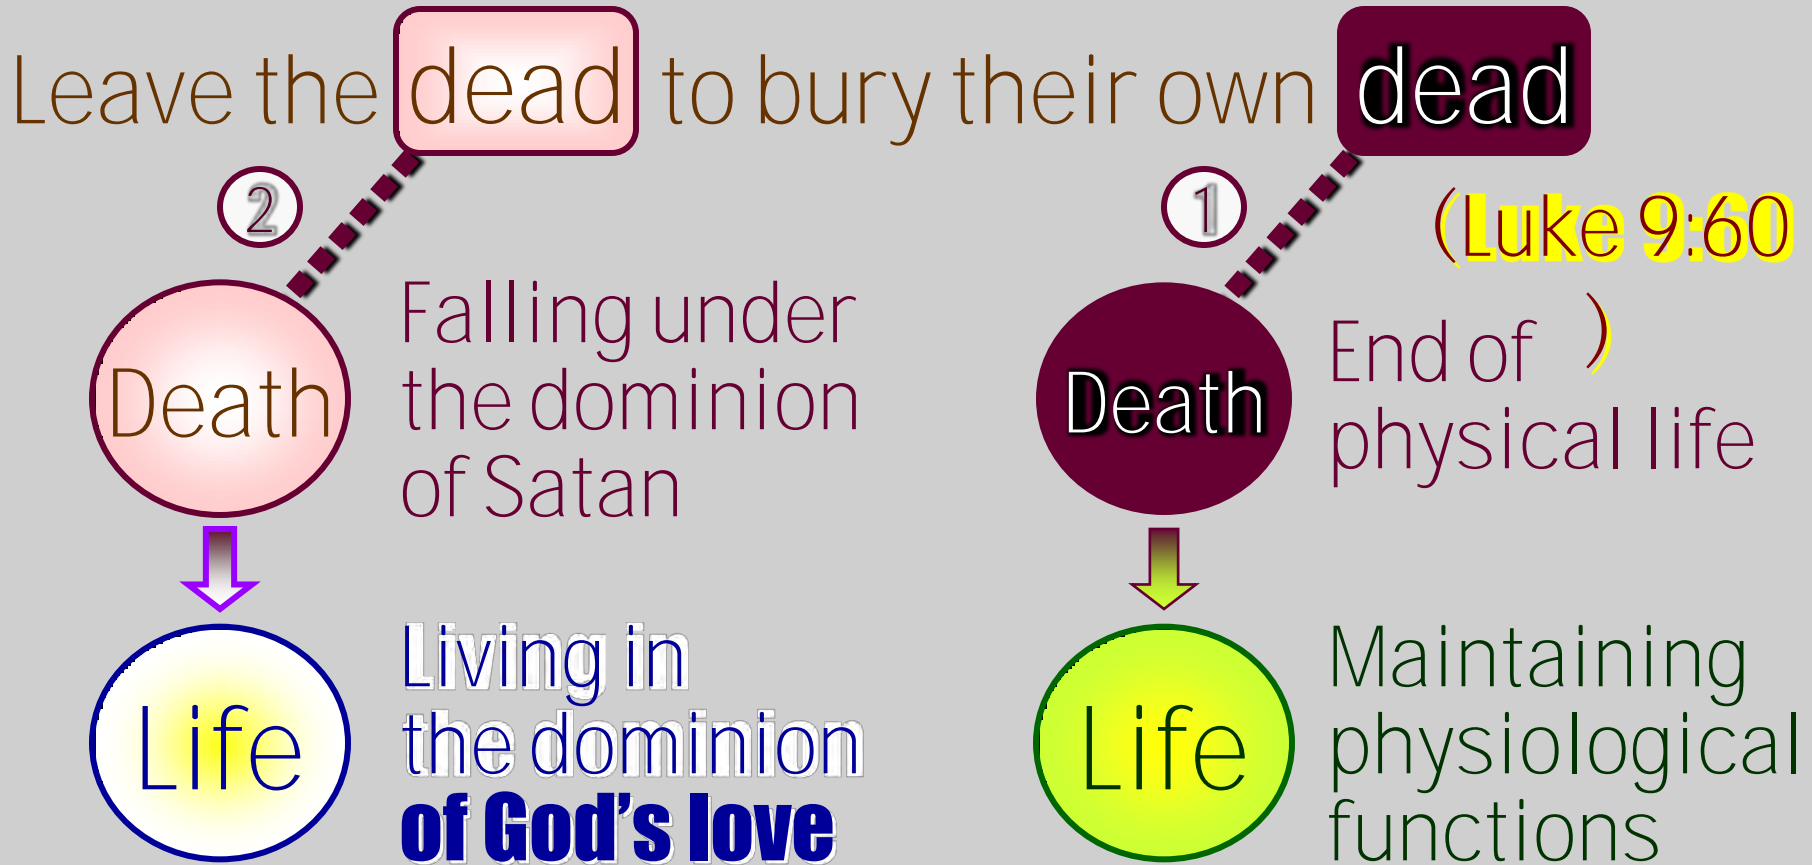 Leave the dead to bury their own dead
(Luke 9:60
)
2
Death
Falling under
the dominion
of Satan
Life
Living in
the dominion
of God's love
1
Death
End of
physical life
Life
Maintaining
physiological
functions